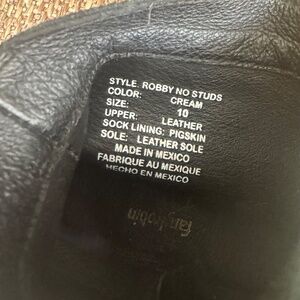 STYLE: ROBBY NO STUDS
COLOR: CREAM
SIZE: 10
UPPER: LEATHER
SOCK LINING: PIGSKIN
SOLE: LEATHER SOLE
MADE IN MEXICO
FABRIQUE AU MEXIQUE
HECHO EN MEXICO